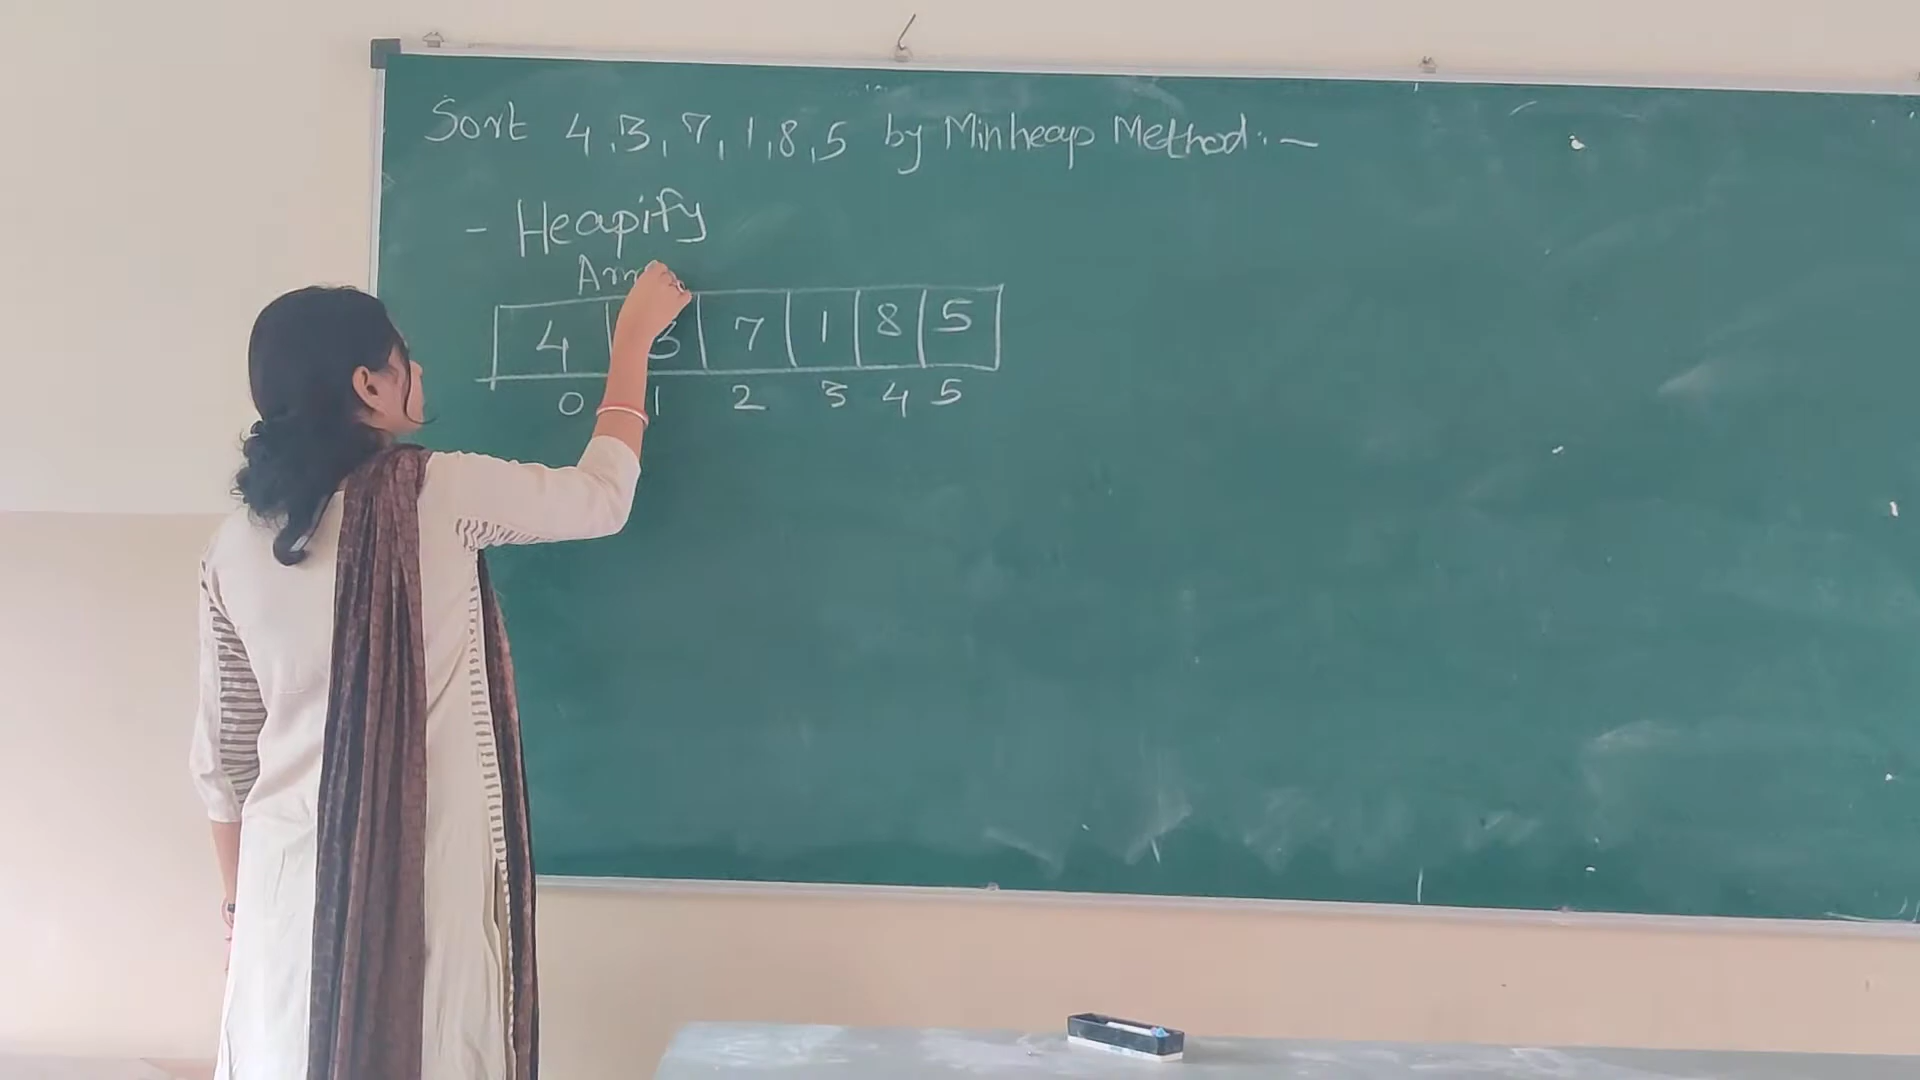 Sort 4,3,7,1,8,5 by Minheap Method:-
- Heapify
4 3 7 1 8 5
0 1 2 3 4 5